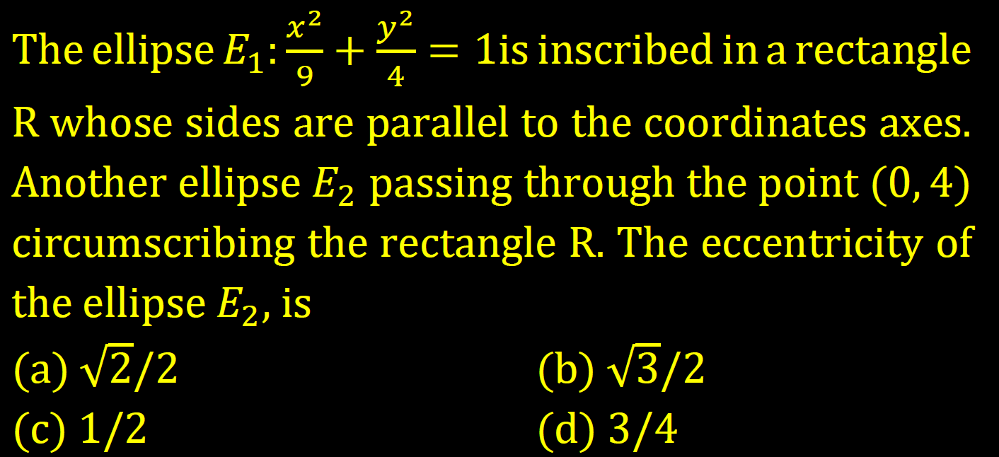 The ellipse $E_1: \frac{x^2}{9} + \frac{y^2}{4} = 1$is inscribed in a rectangle
R whose sides are parallel to the coordinates axes.
Another ellipse $E_2$ passing through the point (0, 4)
circumscribing the rectangle R. The eccentricity of
the ellipse $E_2$, is
(a) $\sqrt{2}/2$ (b) $\sqrt{3}/2$
(c) 1/2 (d) 3/4